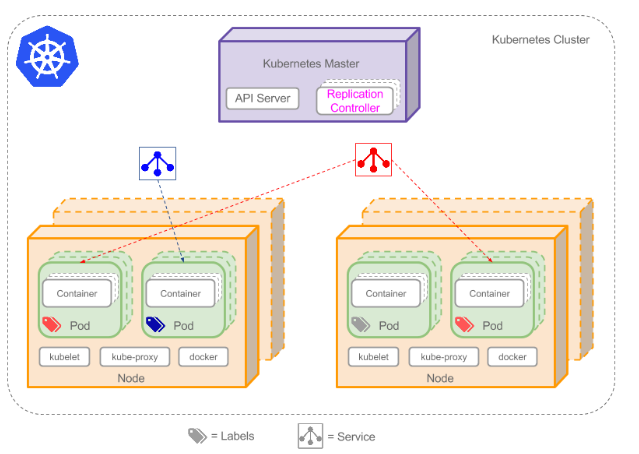 Kubernetes Cluster
Kubernetes Master
API Server
Replication
Controller
Container
Container
Pod
Pod
kubelet
kube-proxy
docker
Node
Container
Container
Pod
Pod
kubelet
kube-proxy
docker
Node
= Labels
= Service